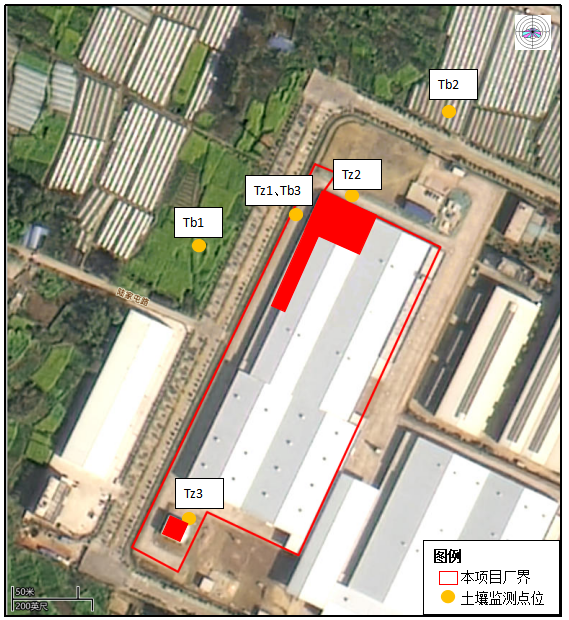 Tb2
Tz2
Tz1、Tb3
Tb1
陆家屯路
Tz3
图例
本项目厂界
土壤监测点位
50米
200英尺